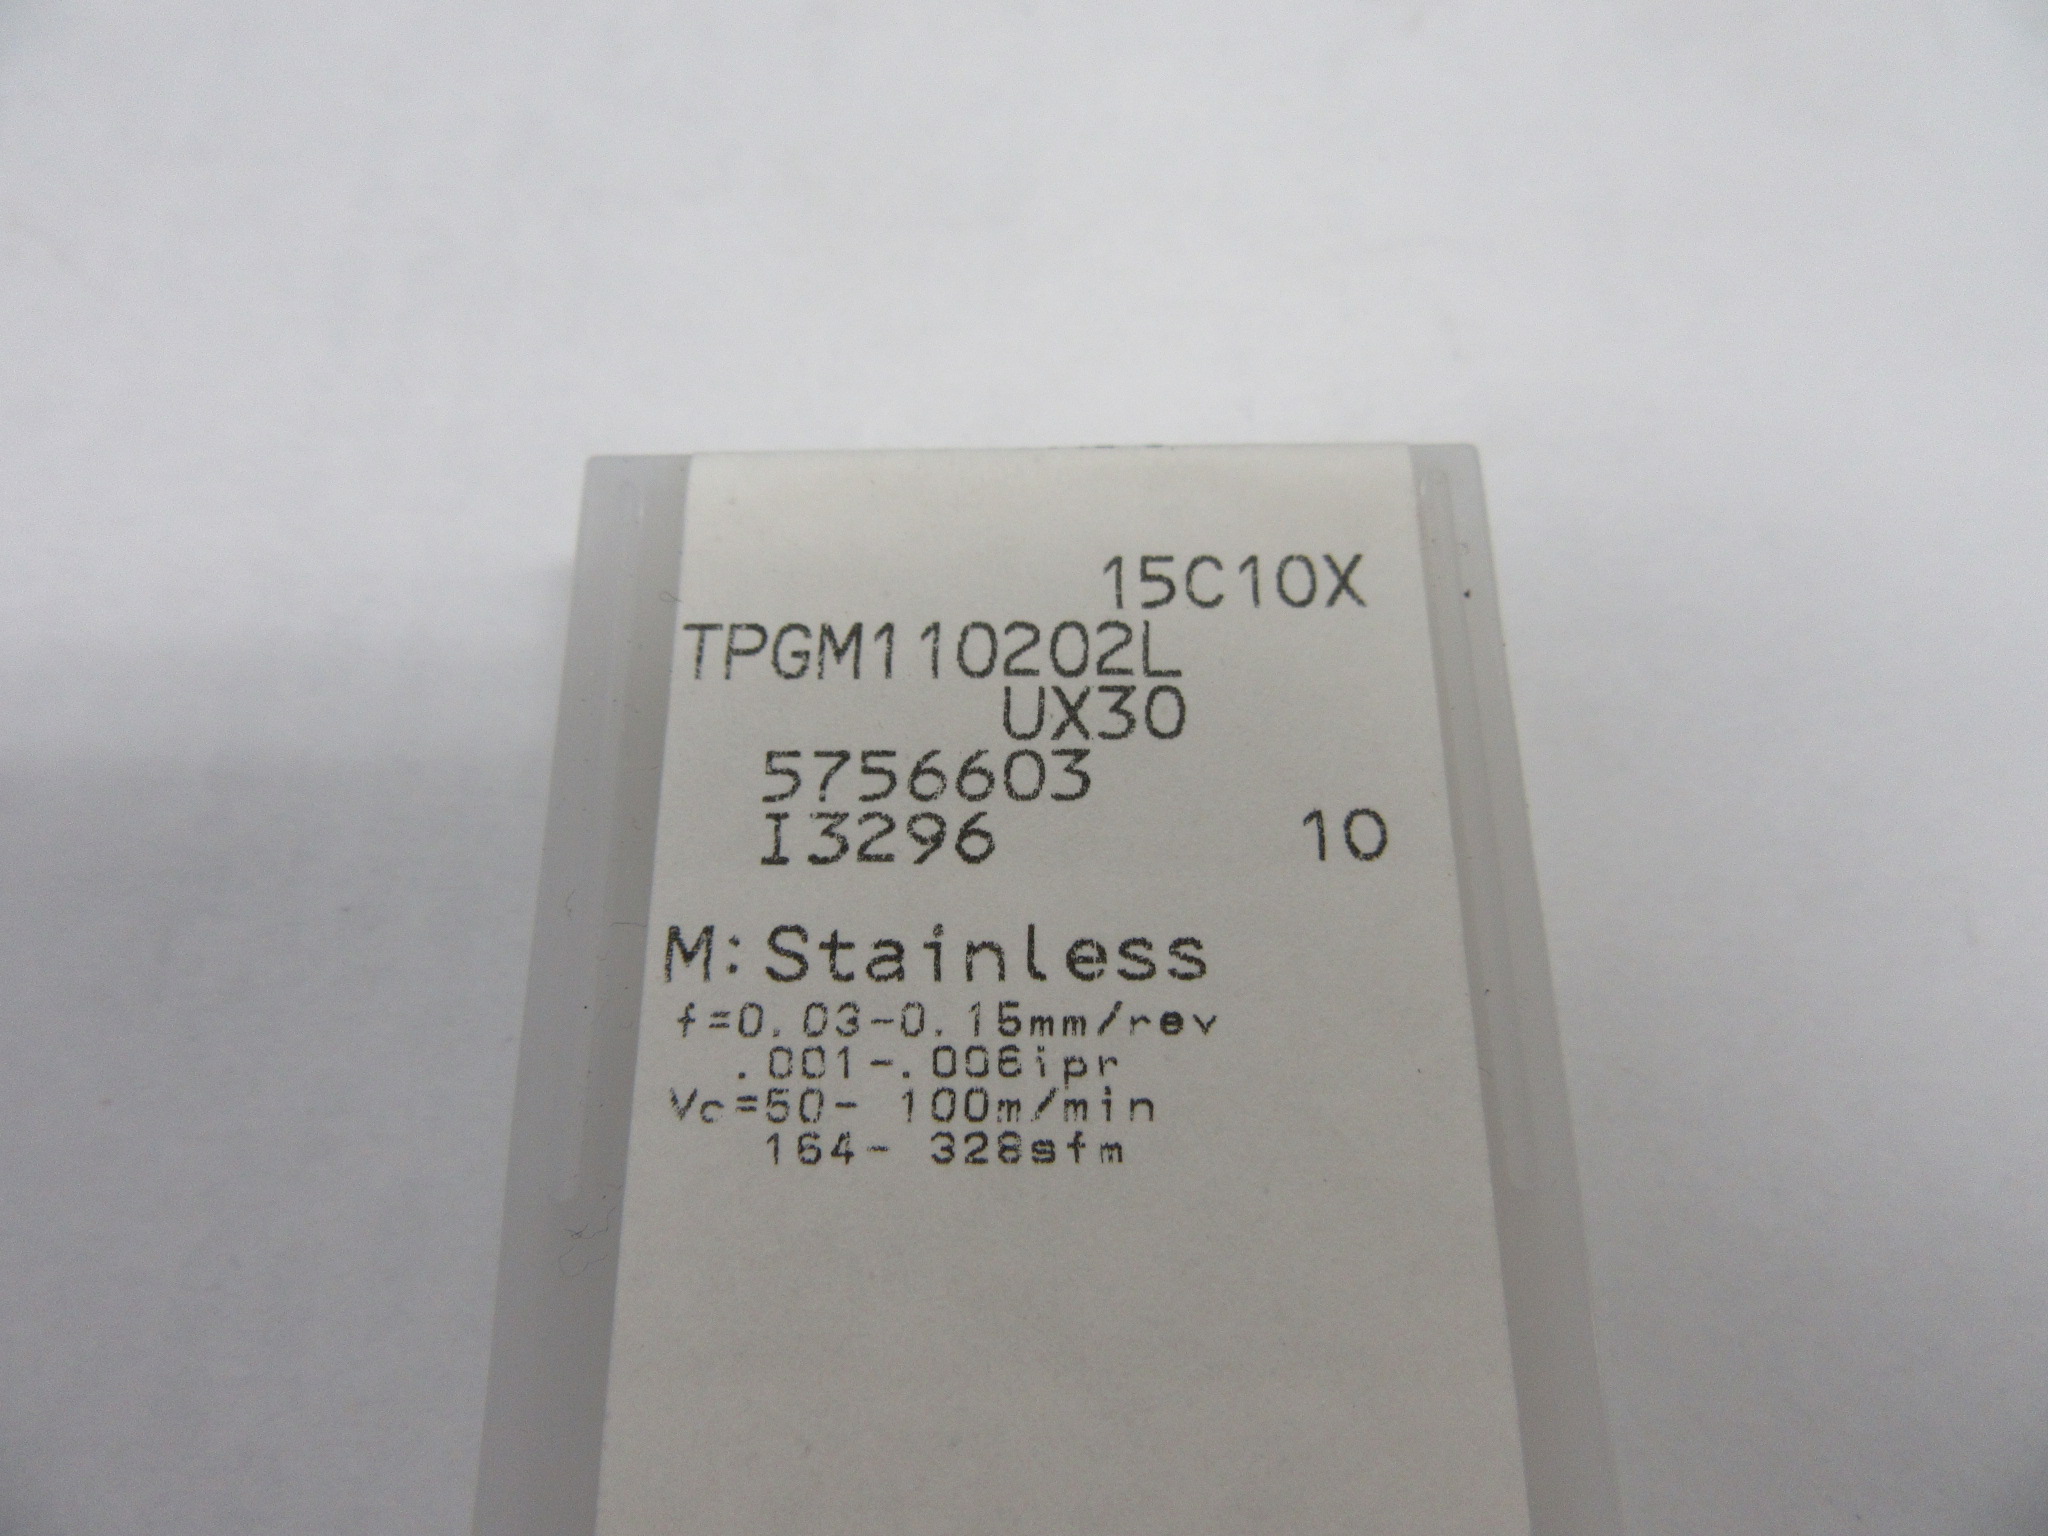 15C10X
TPGM110202L
UX30
5756603
I3296 10
M:Stainless
f=0.03-0.15mm/rev
.001-.006ipr
Vc=50- 100m/min
164- 328sfm